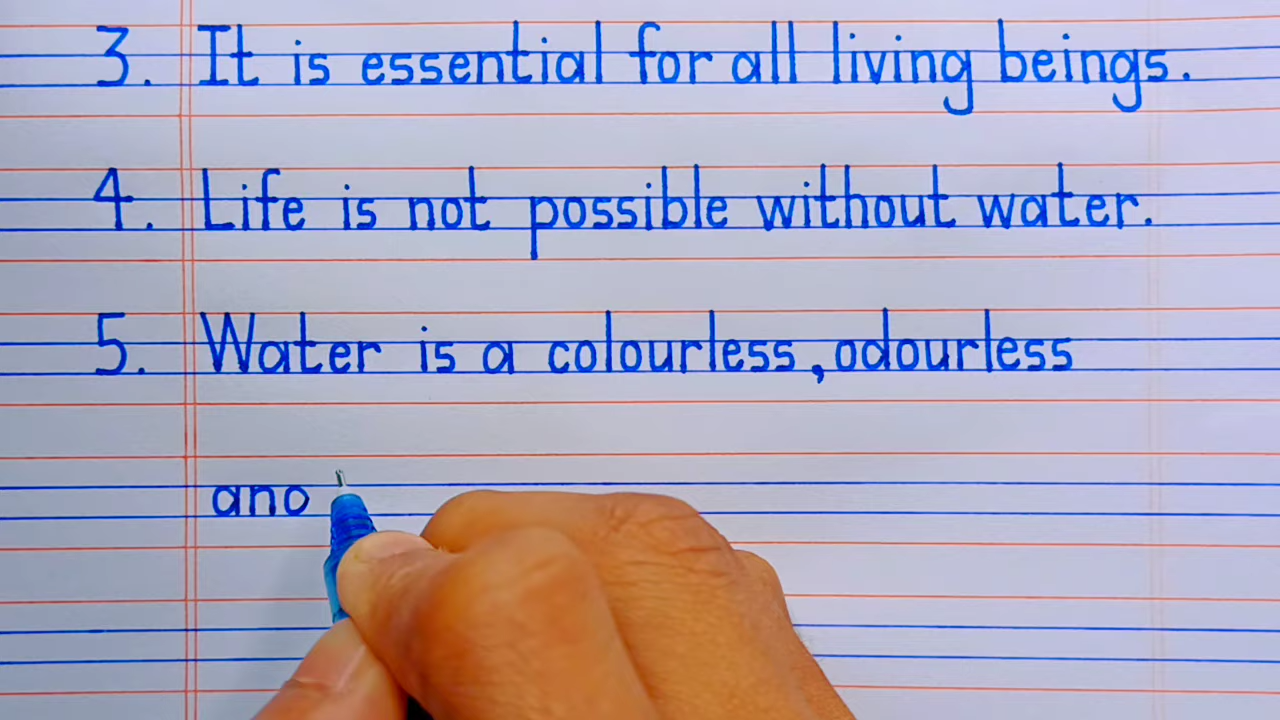 3. It is essential for all living beings.
4. Life is not possible without water.
5. Water is a colourless, odourless
ano